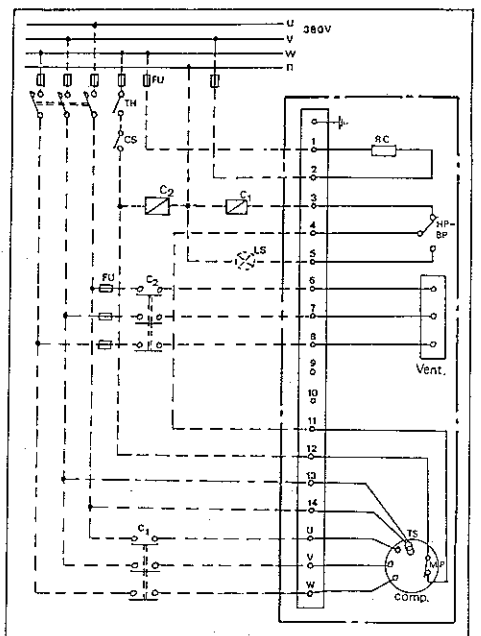 U
V 380V
W
n
FU
TH
CS
1
RC
2
C2
C1
3
4
HP-
BP
LS
5
FU
C2
6
7
8
Vent.
9
10
11
12
13
14
C1
U
TS
V
M.P
W
comp.